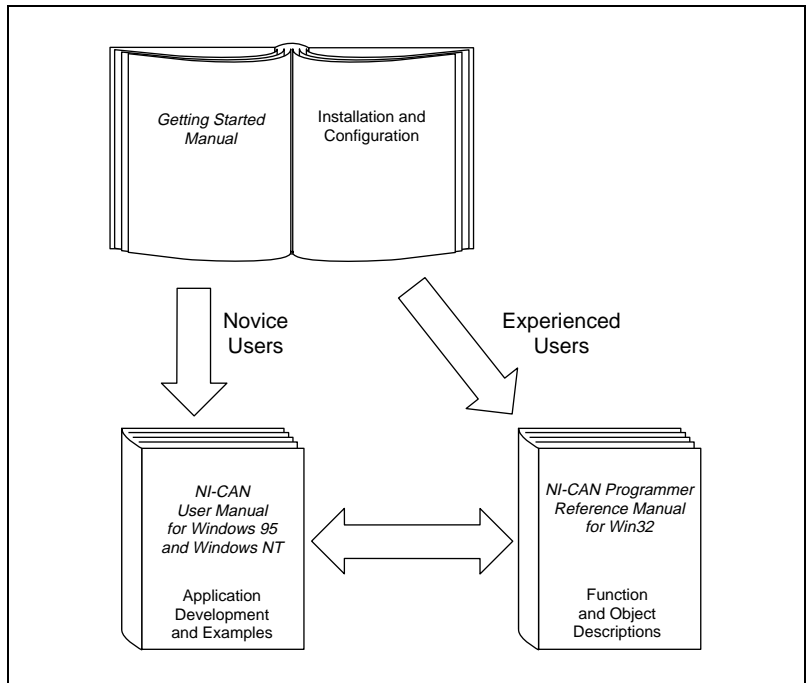 Getting Started
Manual
Installation and
Configuration
Novice
Users
Experienced
Users
NI-CAN
User Manual
for Windows 95
and Windows NT
Application
Development
and Examples
NI-CAN Programmer
Reference Manual
for Win32
Function
and Object
Descriptions